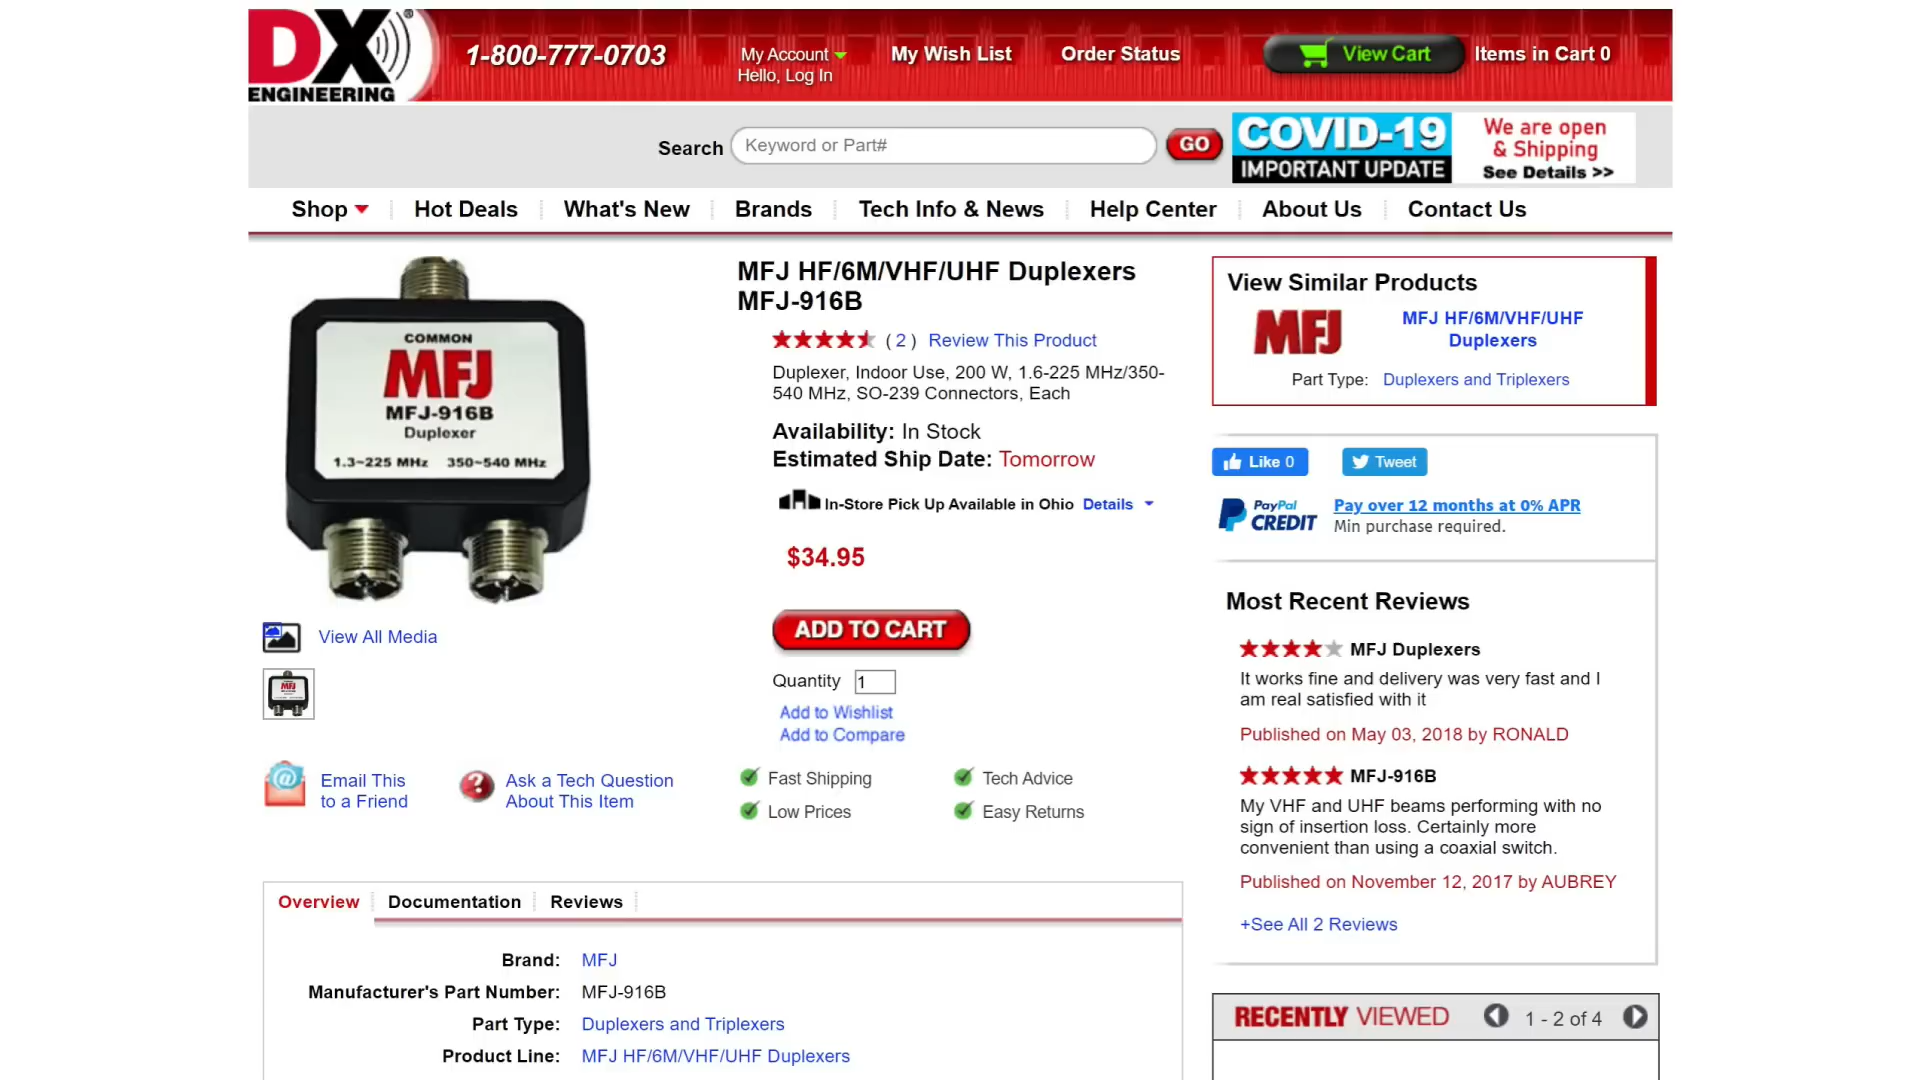 DX
ENGINEERING
®
1-800-777-0703
My Account
Hello, Log In
My Wish List
Order Status
View Cart
Items in Cart 0
Search
Keyword or Part#
GO
COVID-19
IMPORTANT UPDATE
We are open
& Shipping
See Details >>
Shop
Hot Deals
What's New
Brands
Tech Info & News
Help Center
About Us
Contact Us
COMMON
MFJ
MFJ-916B
Duplexer
1.3~225 MHz 350~540 MHz
View All Media
Email This
to a Friend
Ask a Tech Question
About This Item
MFJ HF/6M/VHF/UHF Duplexers
MFJ-916B
( 2 ) Review This Product
Duplexer, Indoor Use, 200 W, 1.6-225 MHz/350-
540 MHz, SO-239 Connectors, Each
Availability: In Stock
Estimated Ship Date: Tomorrow
In-Store Pick Up Available in Ohio Details
$34.95
ADD TO CART
Quantity 1
Add to Wishlist
Add to Compare
Fast Shipping
Tech Advice
Low Prices
Easy Returns
View Similar Products
MFJ
MFJ HF/6M/VHF/UHF
Duplexers
Part Type: Duplexers and Triplexers
Like 0
Tweet
PayPal
CREDIT
Pay over 12 months at 0% APR
Min purchase required.
Most Recent Reviews
MFJ Duplexers
It works fine and delivery was very fast and I
am real satisfied with it
Published on May 03, 2018 by RONALD
MFJ-916B
My VHF and UHF beams performing with no
sign of insertion loss. Certainly more
convenient than using a coaxial switch.
Published on November 12, 2017 by AUBREY
+See All 2 Reviews
RECENTLY VIEWED
1 - 2 of 4
Overview
Documentation
Reviews
Brand: MFJ
Manufacturer's Part Number: MFJ-916B
Part Type: Duplexers and Triplexers
Product Line: MFJ HF/6M/VHF/UHF Duplexers